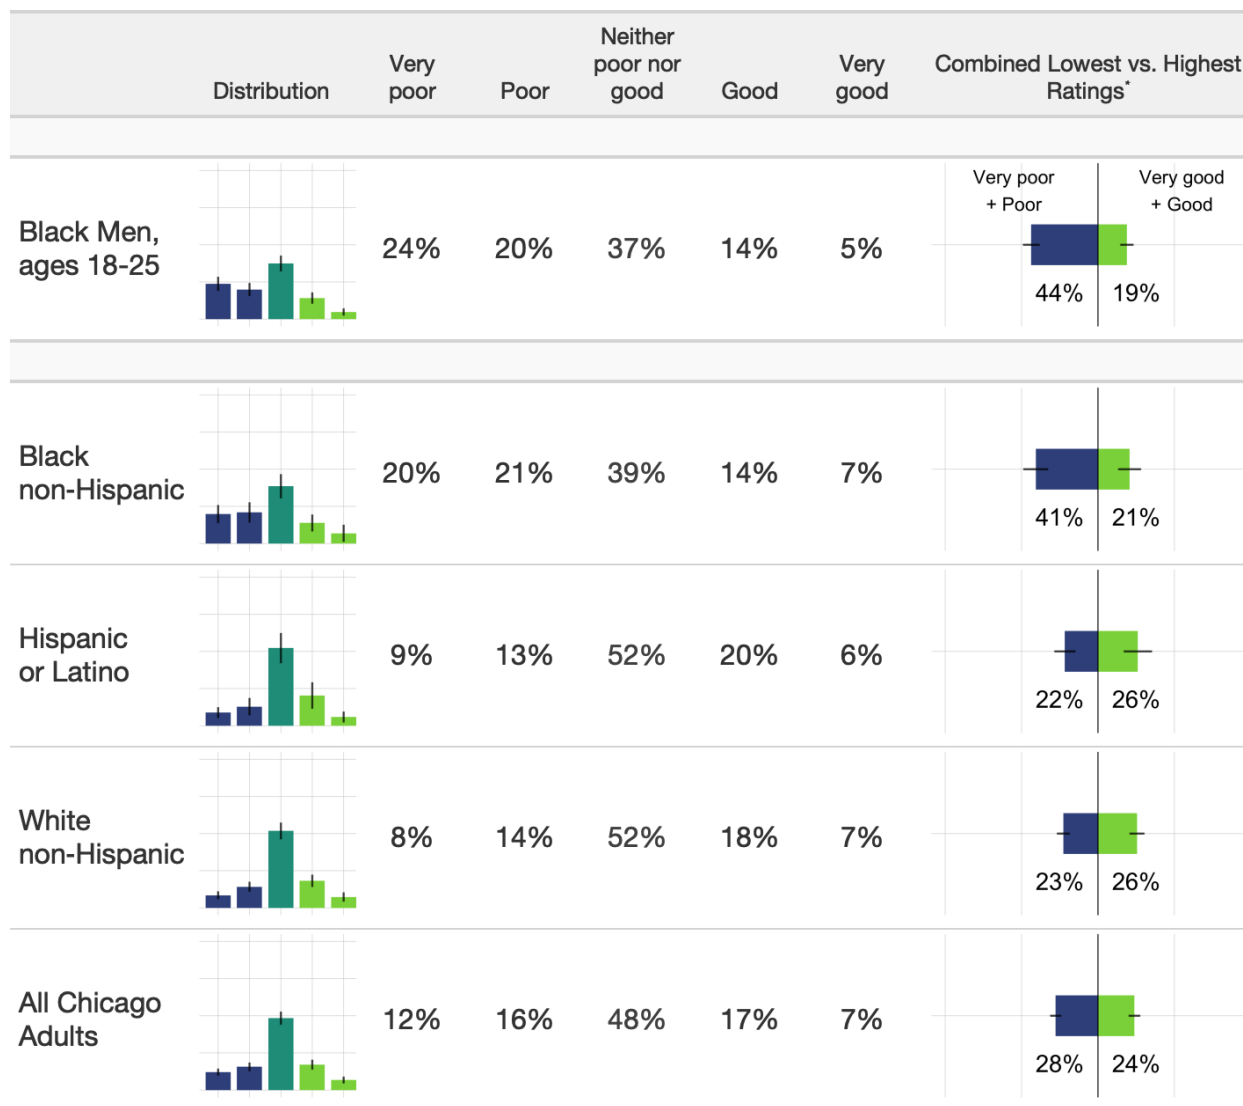 Distribution
Very
poor
Poor
Neither
poor nor
good
Good
Very
good
Combined Lowest vs. Highest
Ratings*
Black Men,
ages 18-25
24% 20% 37% 14% 5%
Very poor
+ Poor
Very good
+ Good
44% 19%
Black
non-Hispanic
20% 21% 39% 14% 7%
41% 21%
Hispanic
or Latino
9% 13% 52% 20% 6%
22% 26%
White
non-Hispanic
8% 14% 52% 18% 7%
23% 26%
All Chicago
Adults
12% 16% 48% 17% 7%
28% 24%